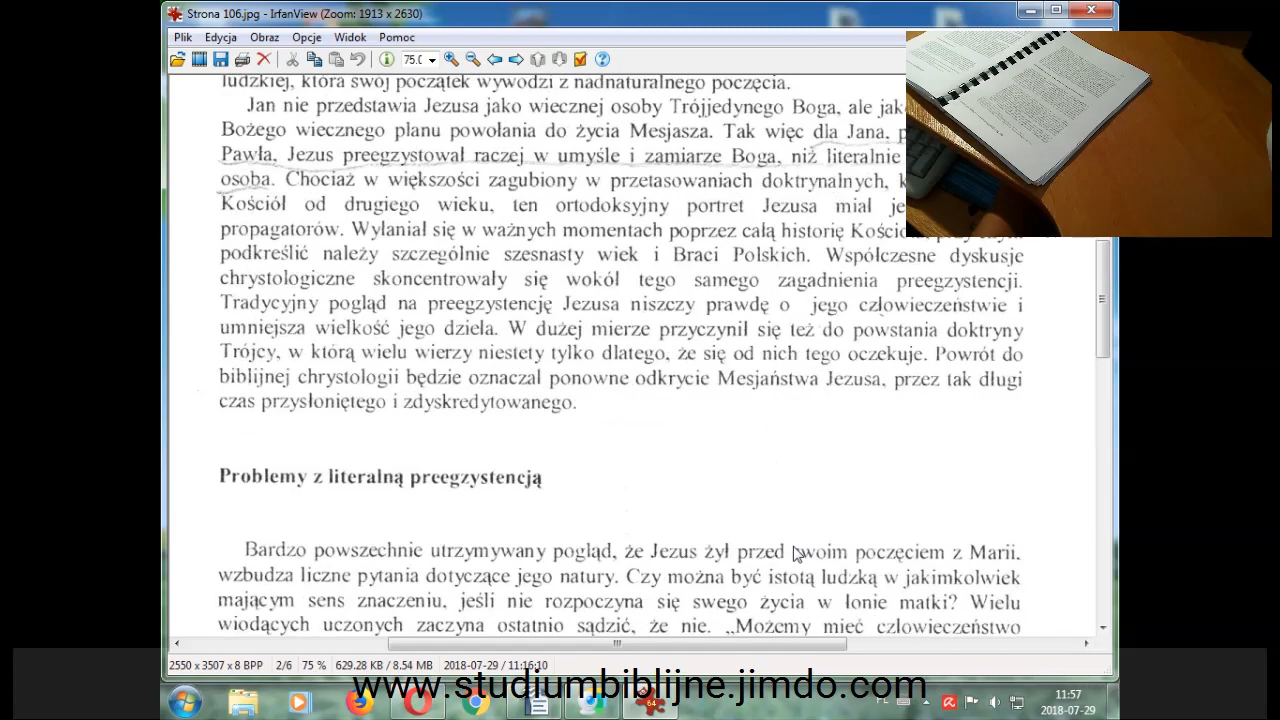 Strona 106.jpg - IrfanView (Zoom: 1913 x 2630)
Plik Edycja Obraz Opcje Widok Pomoc
75.0
ludzkiej, która swój początek wywodzi z nadnaturalnego poczęcia.
Jan nie przedstawia Jezusa jako wiecznej osoby Trójjedynego Boga, ale
Bożego wiecznego planu powołania do życia Mesjasza. Tak więc dla Jana,
Pawła, Jezus preegzystował raczej w umyśle i zamiarze Boga, niż literalnie
osoba. Chociaż w większości zagubiony w przetasowaniach doktrynalnych,
Kościół od drugiego wieku, ten ortodoksyjny portret Jezusa miał
propagatorów. Wyłaniał się w ważnych momentach poprzez całą historię
podkreślić należy szczególnie szesnasty wiek i Braci Polskich. Współczesne dyskusje
chrystologiczne skoncentrowały się wokół tego samego zagadnienia preegzystencji.
Tradycyjny pogląd na preegzystencję Jezusa niszczy prawdę o jego człowieczeństwie i
umniejsza wielkość jego dzieła. W dużej mierze przyczynił się też do powstania doktryny
Trójcy, w którą wielu wierzy niestety tylko dlatego, że się od nich tego oczekuje. Powrót do
biblijnej chrystologii będzie oznaczał ponowne odkrycie Mesjaństwa Jezusa, przez tak długi
czas przysłoniętego i zdyskredytowanego.
Problemy z literalną preegzystencją
Bardzo powszechnie utrzymywany pogląd, że Jezus żył przed swoim poczęciem z Marii,
wzbudza liczne pytania dotyczące jego natury. Czy można być istotą ludzką w jakimkolwiek
mającym sens znaczeniu, jeśli nie rozpoczyna się swego życia w łonie matki? Wielu
wiodących uczonych zaczyna ostatnio sądzić, że nie. „Możemy mieć człowieczeństwo
2550 x 3507 x 8 BPP 2/6 75 % 629.28 KB / 8.54 MB 2018-07-29 / 11:16:10
www.studiumbiblijne.jimdo.com
64
PL
11:57
2018-07-29